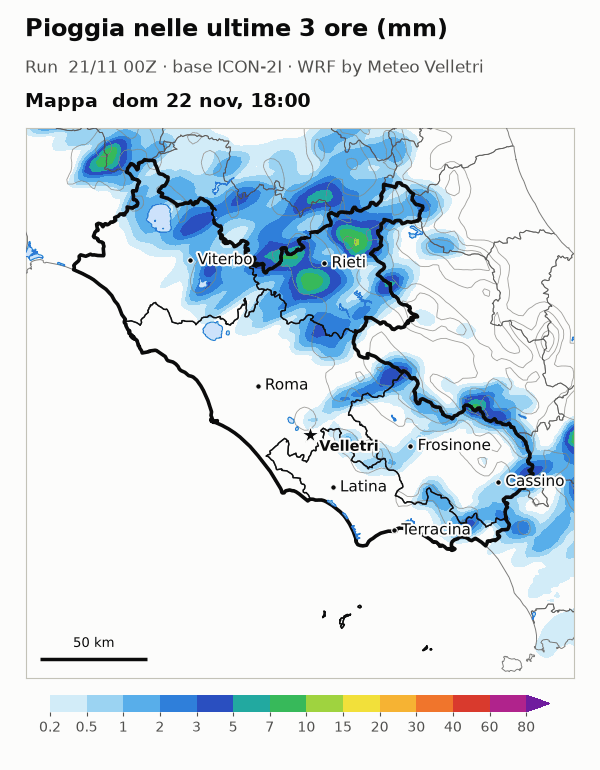 Pioggia nelle ultime 3 ore (mm)
Run  21/11 00Z · base ICON-2I · WRF by Meteo Velletri
Mappa  dom 22 nov, 18:00
Viterbo
Rieti
Roma
Velletri
Frosinone
Latina
Cassino
Terracina
50 km
0.2 0.5 1 2 3 5 7 10 15 20 30 40 60 80